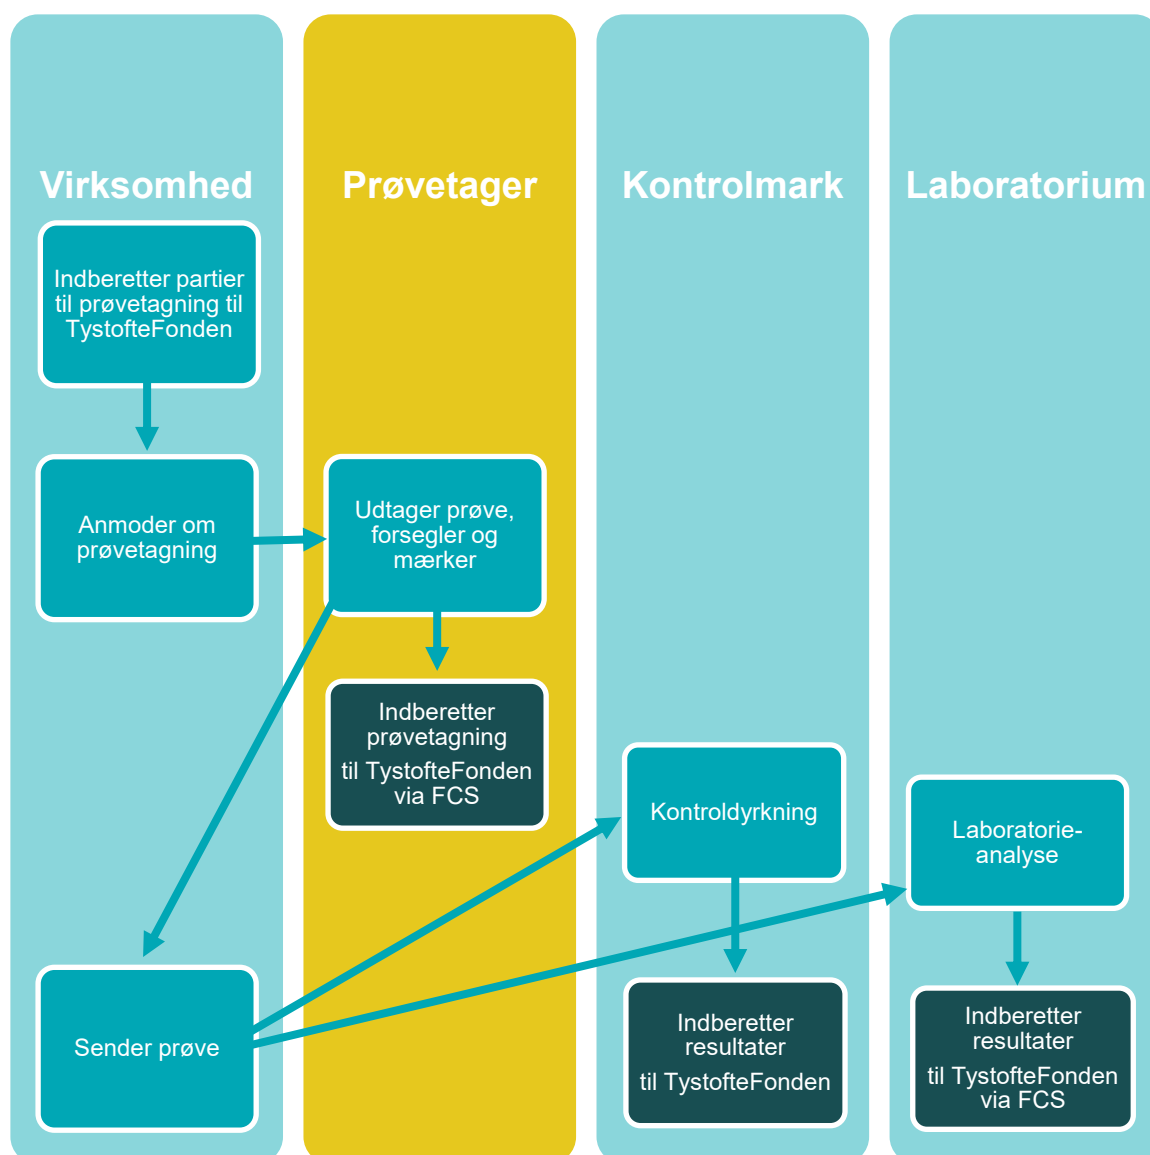 Virksomhed
Prøvetager
Kontrolmark
Laboratorium
Indberetter partier
til prøvetagning til
TystofteFonden
Anmoder om
prøvetagning
Udtager prøve,
forsegler og
mærker
Indberetter
prøvetagning
til TystofteFonden
via FCS
Kontroldyrkning
Laboratorie-
analyse
Sender prøve
Indberetter
resultater
til TystofteFonden
Indberetter
resultater
til TystofteFonden
via FCS